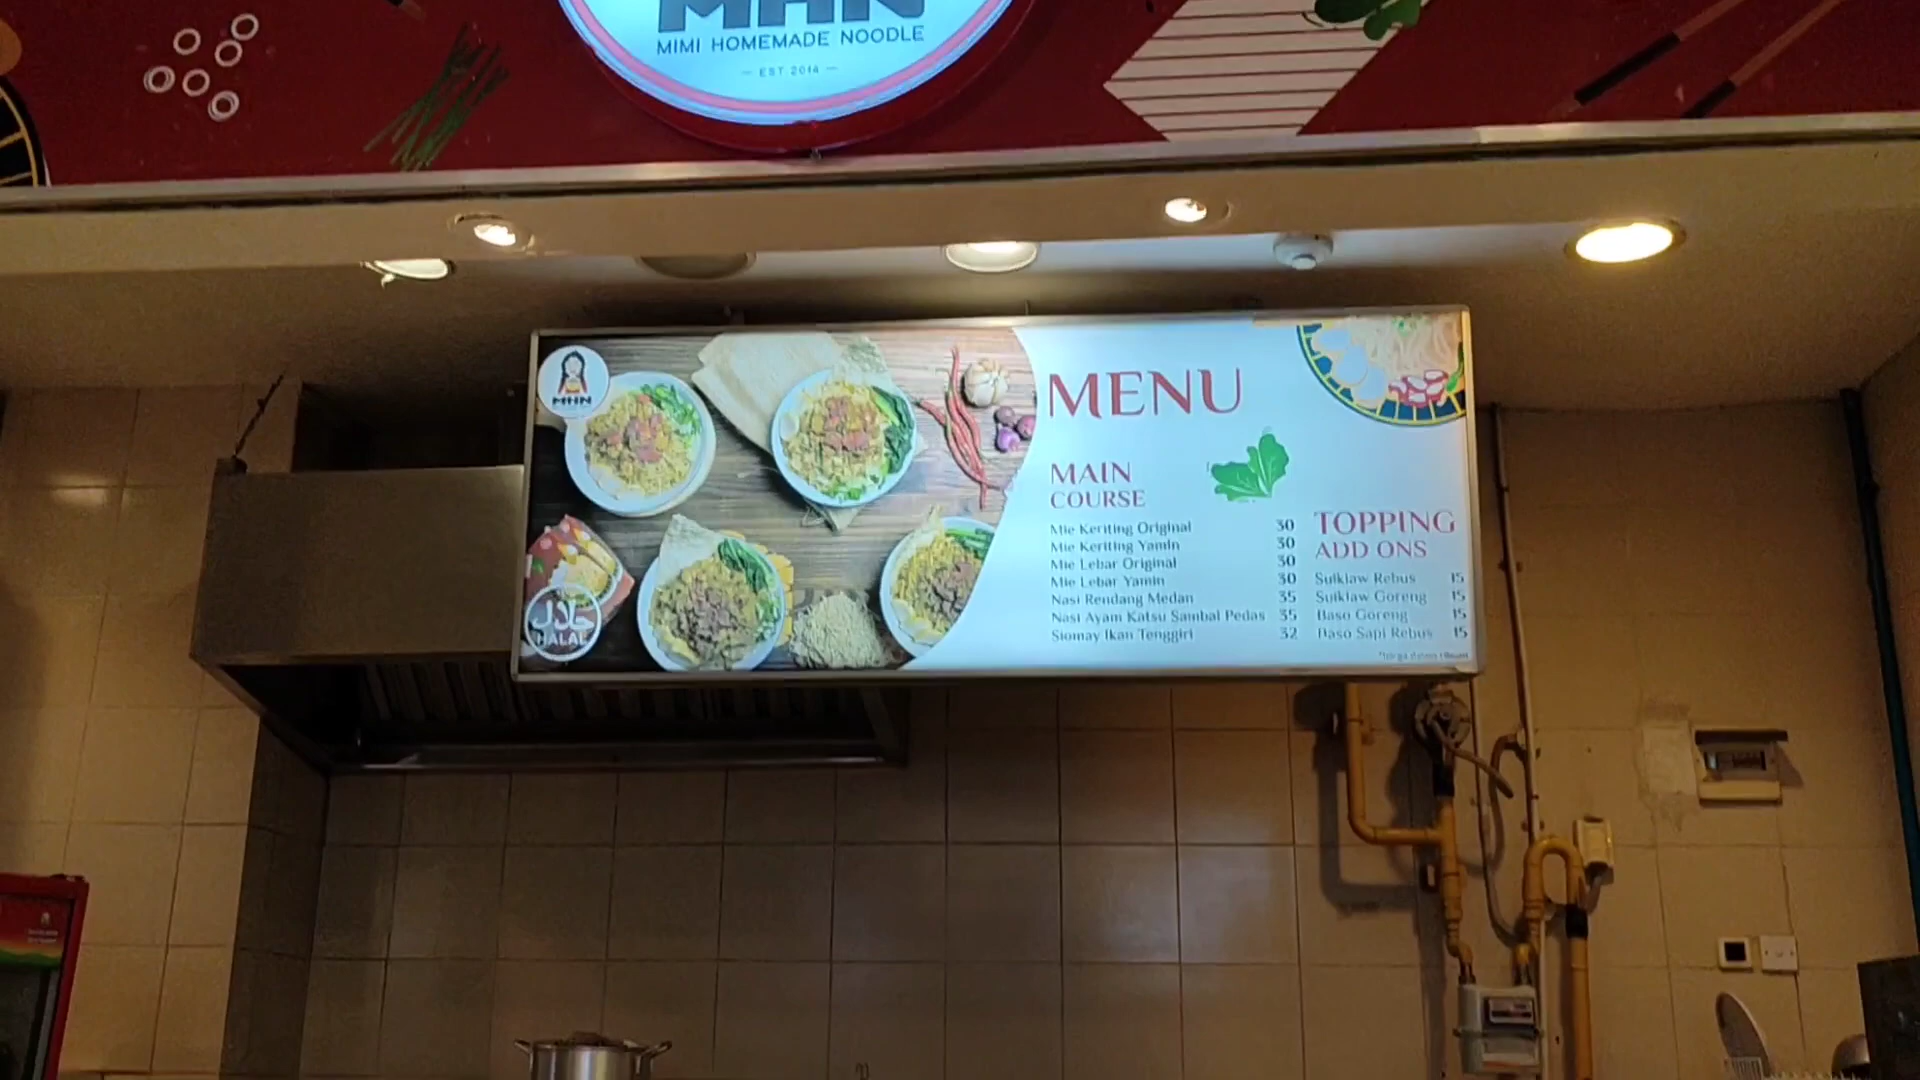 MHN
MIMI HOMEMADE NOODLE
EST 2014
MHN
MENU
MAIN
COURSE
Mie Keriting Original 30
Mie Keriting Yamin 30
Mie Lebar Original 30
Mie Lebar Yamin 30
Nasi Rendang Medan 35
Nasi Ayam Katsu Sambal Pedas 35
Siomay Ikan Tenggiri 32
TOPPING
ADD ONS
Suikiaw Rebus 15
Suikiaw Goreng 15
Baso Goreng 15
Baso Sapi Rebus 15
حلال
HALAL